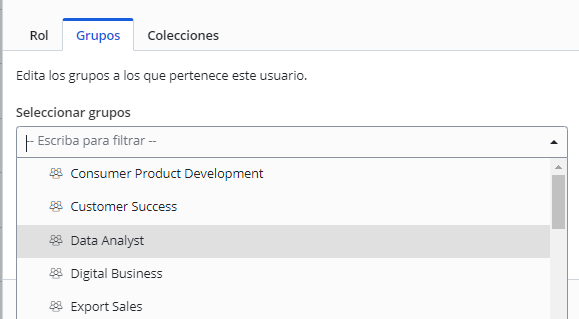 Rol Grupos Colecciones
Edita los grupos a los que pertenece este usuario.
Seleccionar grupos
-- Escriba para filtrar --
Consumer Product Development
Customer Success
Data Analyst
Digital Business
Export Sales